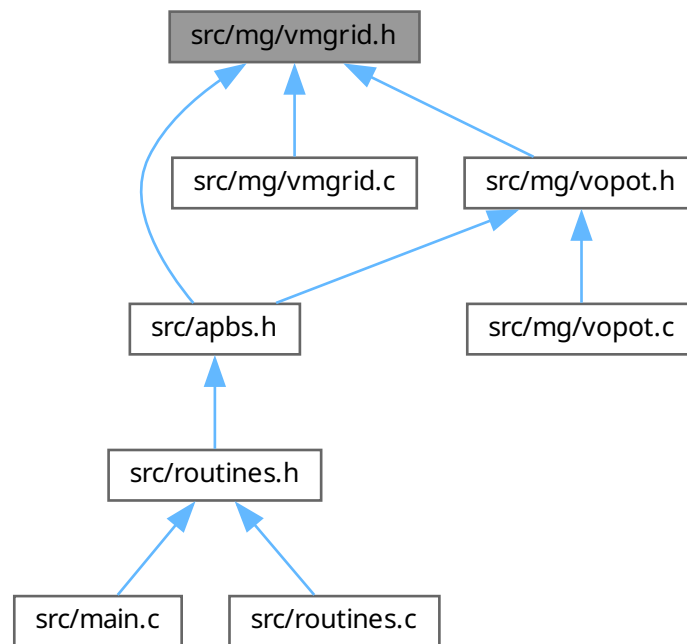 src/mg/vmgrid.h
src/mg/vmgrid.c
src/mg/vopot.h
src/apbs.h
src/mg/vopot.c
src/routines.h
src/main.c
src/routines.c